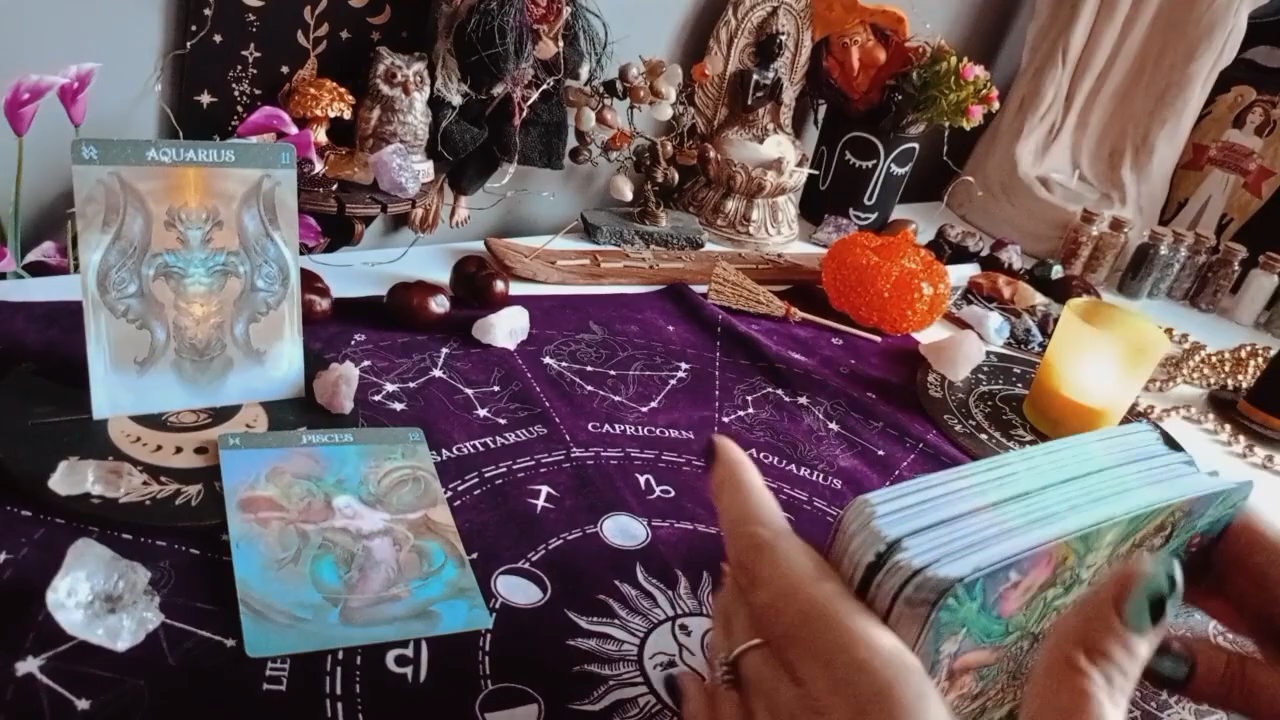 AQUARIUS 11
PISCES 12
SAGITTARIUS
CAPRICORN
AQUARIUS